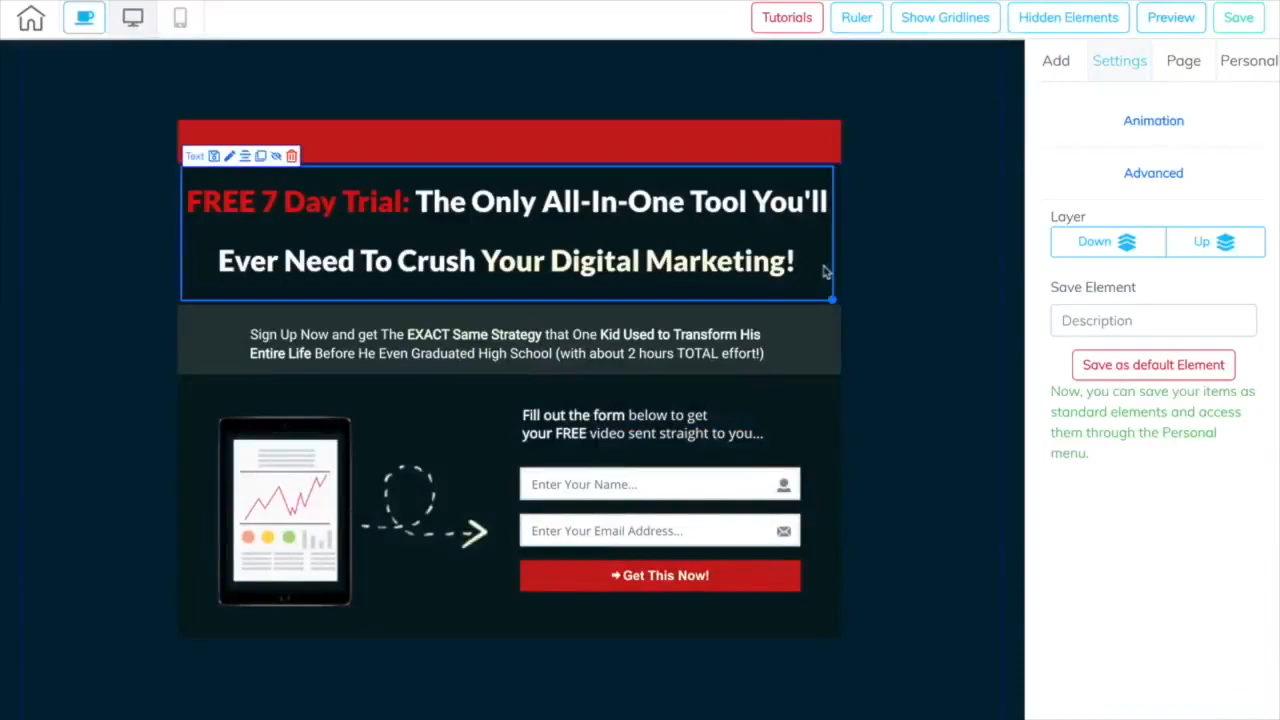 Tutorials
Ruler
Show Gridlines
Hidden Elements
Preview
Save
Add
Settings
Page
Personal
Animation
Advanced
Layer
Down
Up
Save Element
Description
Save as default Element
Now, you can save your items as
standard elements and access
them through the Personal
menu.
Text
FREE 7 Day Trial: The Only All-In-One Tool You'll
Ever Need To Crush Your Digital Marketing!
Sign Up Now and get The EXACT Same Strategy that One Kid Used to Transform His
Entire Life Before He Even Graduated High School (with about 2 hours TOTAL effort!)
Fill out the form below to get
your FREE video sent straight to you...
Enter Your Name...
Enter Your Email Address...
Get This Now!